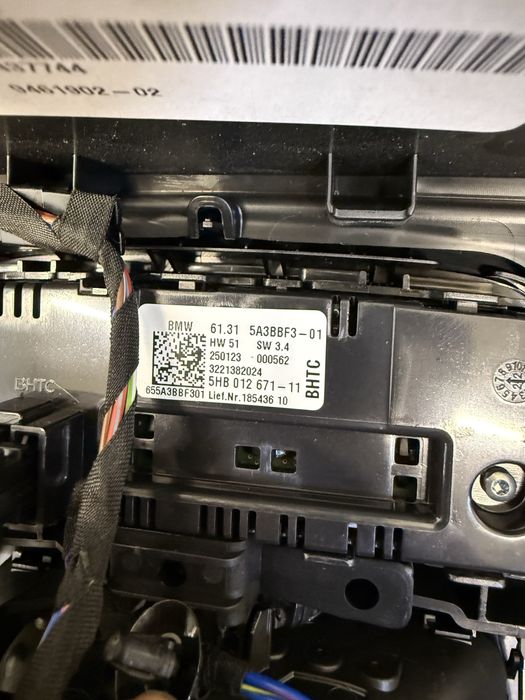 9461902-02
BMW 61.31 5A3BBF3-01
HW 51 SW 3.4
250123 -000562
3221382024
5HB 012 671-11
655A3BBF301 Lief.Nr.185436 10
BHTC
BHTC